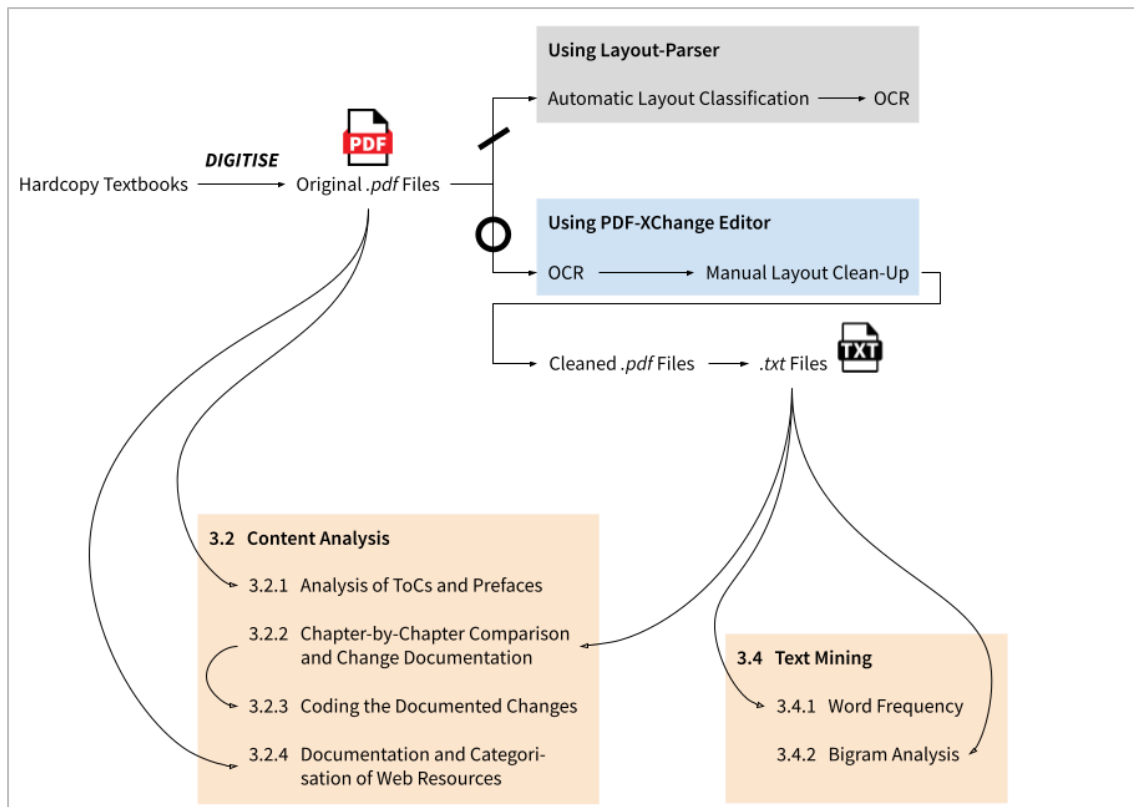 Using Layout-Parser
Automatic Layout Classification
OCR
PDF
DIGITISE
Hardcopy Textbooks
Original .pdf Files
Using PDF-XChange Editor
OCR
Manual Layout Clean-Up
Cleaned .pdf Files
.txt Files
TXT
3.2 Content Analysis
3.2.1 Analysis of ToCs and Prefaces
3.2.2 Chapter-by-Chapter Comparison
and Change Documentation
3.2.3 Coding the Documented Changes
3.2.4 Documentation and Categori-
sation of Web Resources
3.4 Text Mining
3.4.1 Word Frequency
3.4.2 Bigram Analysis